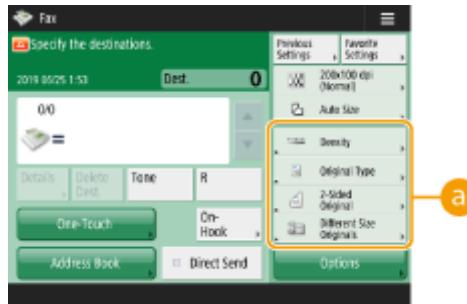 Fax
Specify the destinations.
2019 06/25 1:53
Dest.
0
0/0
=
Details
Delete Dest.
Tone
R
One-Touch
On-Hook
Address Book
Direct Send
Previous Settings
Favorite Settings
200x100 dpi (Normal)
Auto Size
Density
Original Type
2-Sided Original
Different Size Originals
Options
a